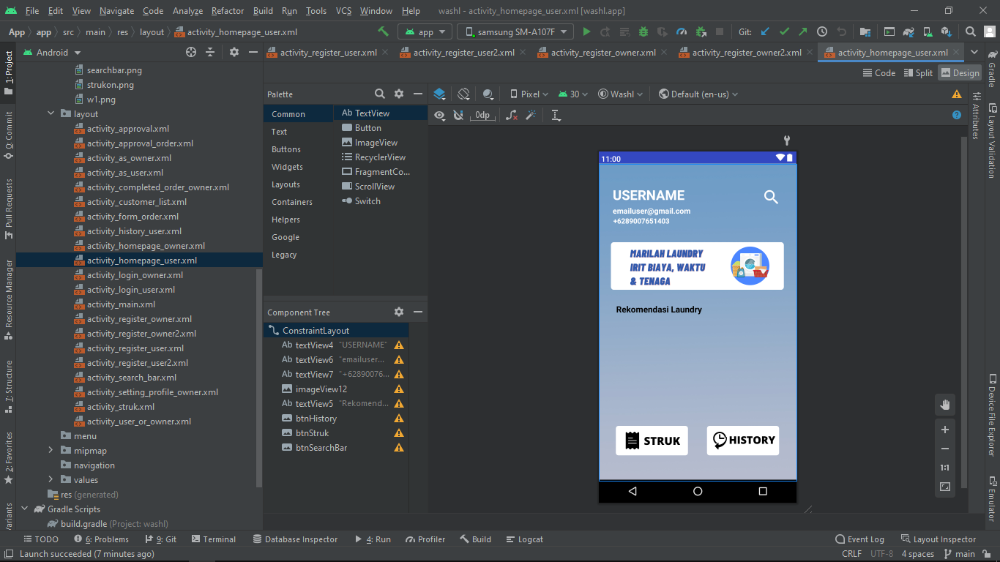 File Edit View Navigate Code Analyze Refactor Build Run Tools VCS Window Help washl - activity_homepage_user.xml [washl.app]
App app src main res layout activity_homepage_user.xml app samsung SM-A107F Git:
1: Project
0: Commit
Pull Requests
Resource Manager
7: Structure
2: Favorites
Variants
Android
searchbar.png
strukon.png
w1.png
layout
activity_approval.xml
activity_approval_order.xml
activity_as_owner.xml
activity_as_user.xml
activity_completed_order_owner.xml
activity_customer_list.xml
activity_form_order.xml
activity_history_user.xml
activity_homepage_owner.xml
activity_homepage_user.xml
activity_login_owner.xml
activity_login_user.xml
activity_main.xml
activity_register_owner.xml
activity_register_owner2.xml
activity_register_user.xml
activity_register_user2.xml
activity_search_bar.xml
activity_setting_profile_owner.xml
activity_struk.xml
activity_user_or_owner.xml
menu
mipmap
navigation
values
res (generated)
Gradle Scripts
build.gradle (Project: washl)
activity_register_user.xml activity_register_user2.xml activity_register_owner.xml activity_register_owner2.xml activity_homepage_user.xml
Code Split Design
Palette
Common
Text
Buttons
Widgets
Layouts
Containers
Helpers
Google
Legacy
Ab TextView
Button
ImageView
RecyclerView
FragmentCo...
ScrollView
Switch
Pixel 30 Washl Default (en-us)
0dp
Component Tree
ConstraintLayout
Ab textView4 "USERNAME"
Ab textView6 "emailuser...
Ab textView7 "+62890076...
imageView12
Ab textView5 "Rekomend...
btnHistory
btnStruk
btnSearchBar
11:00
USERNAME
emailuser@gmail.com
+6289007651403
MARILAH LAUNDRY
IRIT BIAYA, WAKTU
& TENAGA
Rekomendasi Laundry
STRUK HISTORY
1:1
Attributes
Gradle
Layout Validation
Device File Explorer
Emulator
TODO 6: Problems 9: Git Terminal Database Inspector 4: Run Profiler Build Logcat Event Log Layout Inspector
Launch succeeded (7 minutes ago) CRLF UTF-8 4 spaces main